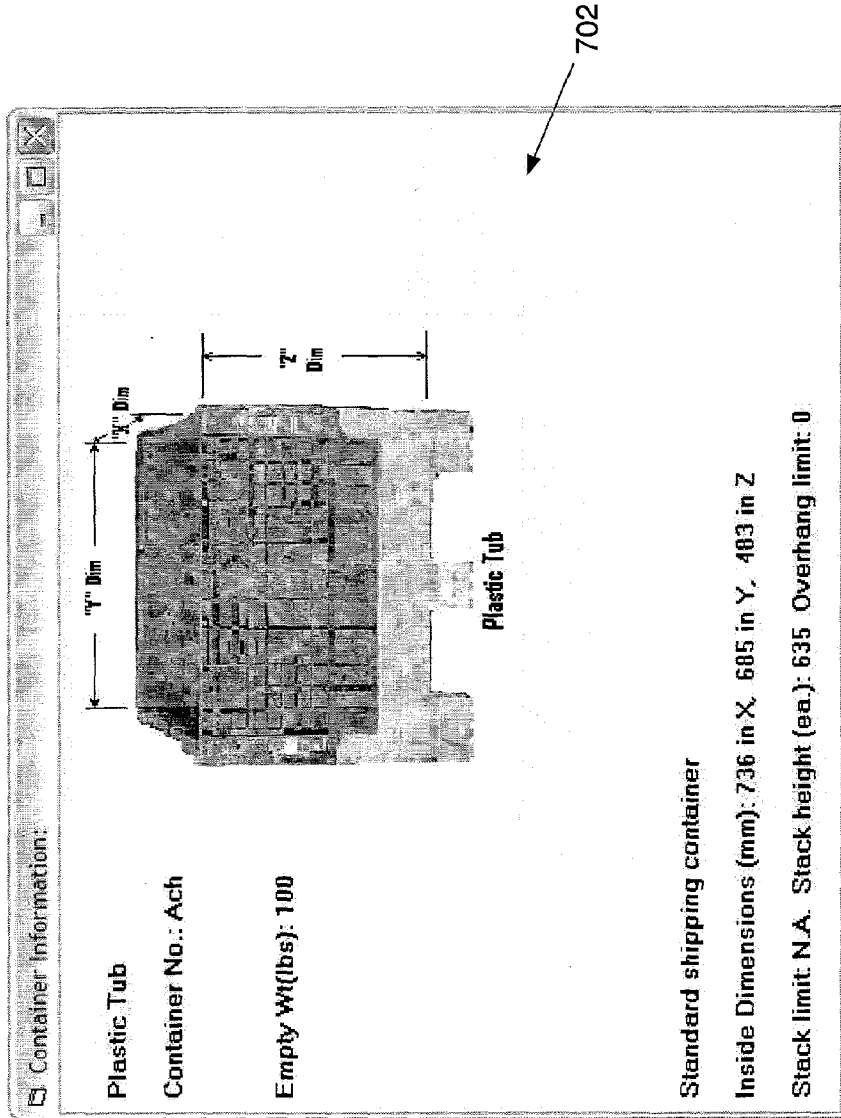 Container Information:
Plastic Tub
Container No.: Ach
Empty Wt(lbs): 100
"Y" Dim
"X" Dim
"Z"
Dim
Plastic Tub
Standard shipping container
Inside Dimensions (mm): 736 in X, 685 in Y, 483 in Z
Stack limit: N.A. Stack height (ea.): 635 Overhang limit: 0
702